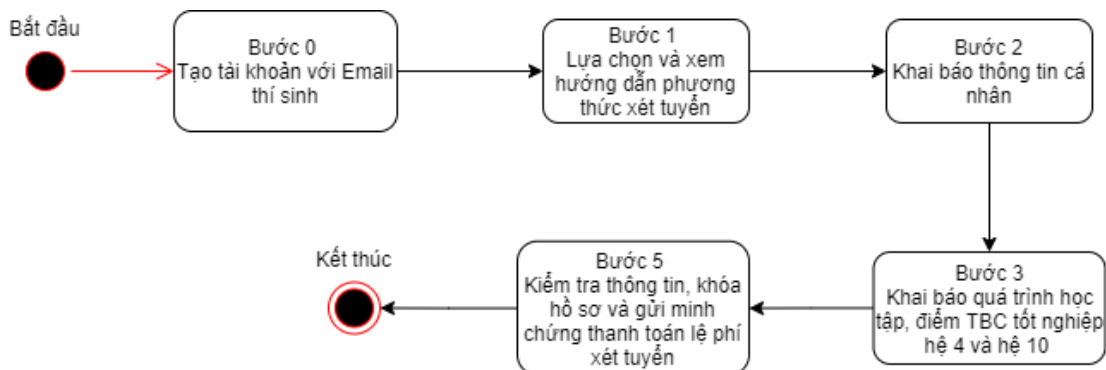 Bắt đầu
Bước 0
Tạo tài khoản với Email
thí sinh
Bước 1
Lựa chọn và xem
hướng dẫn phương
thức xét tuyển
Bước 2
Khai báo thông tin cá
nhân
Bước 3
Khai báo quá trình học
tập, điểm TBC tốt nghiệp
hệ 4 và hệ 10
Bước 5
Kiểm tra thông tin, khóa
hồ sơ và gửi minh
chứng thanh toán lệ phí
xét tuyển
Kết thúc